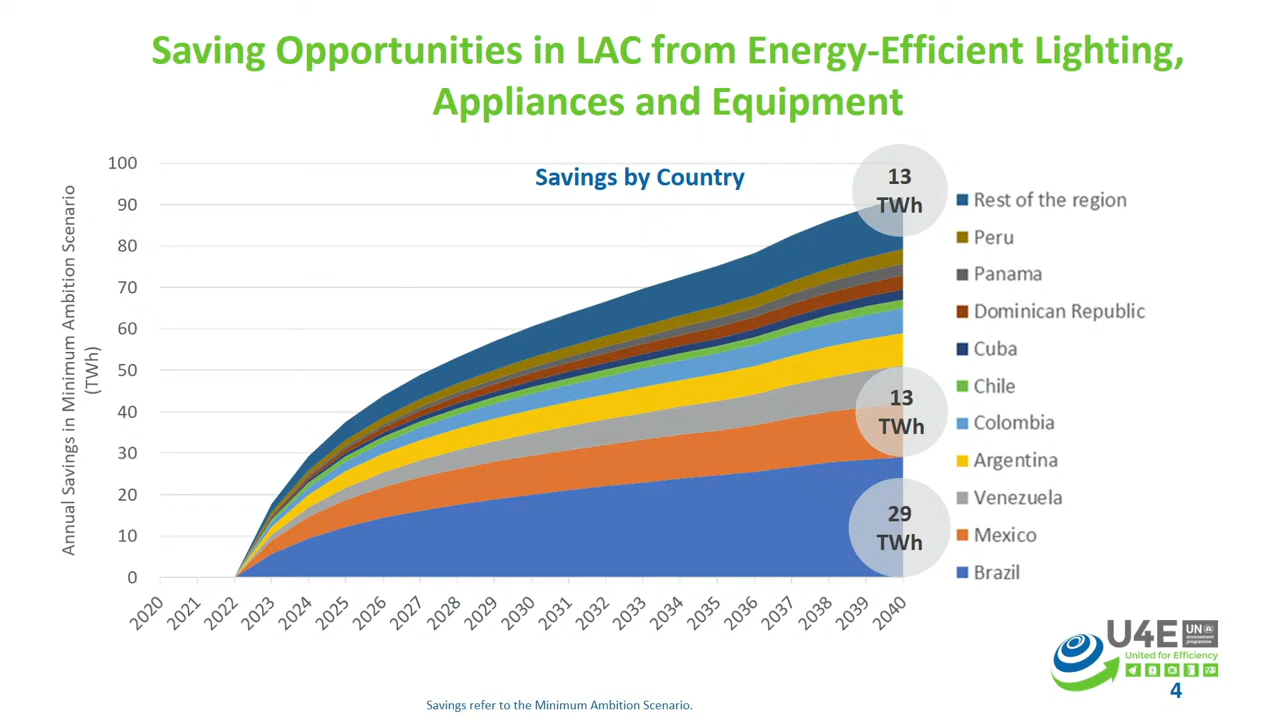 Saving Opportunities in LAC from Energy-Efficient Lighting,
Appliances and Equipment
Savings by Country
Annual Savings in Minimum Ambition Scenario
(TWh)
100
90
80
70
60
50
40
30
20
10
0
2020
2021
2022
2023
2024
2025
2026
2027
2028
2029
2030
2031
2032
2033
2034
2035
2036
2037
2038
2039
2040
13
TWh
13
TWh
29
TWh
Rest of the region
Peru
Panama
Dominican Republic
Cuba
Chile
Colombia
Argentina
Venezuela
Mexico
Brazil
U4E
UN
environment
programme
United for Efficiency
4
Savings refer to the Minimum Ambition Scenario.